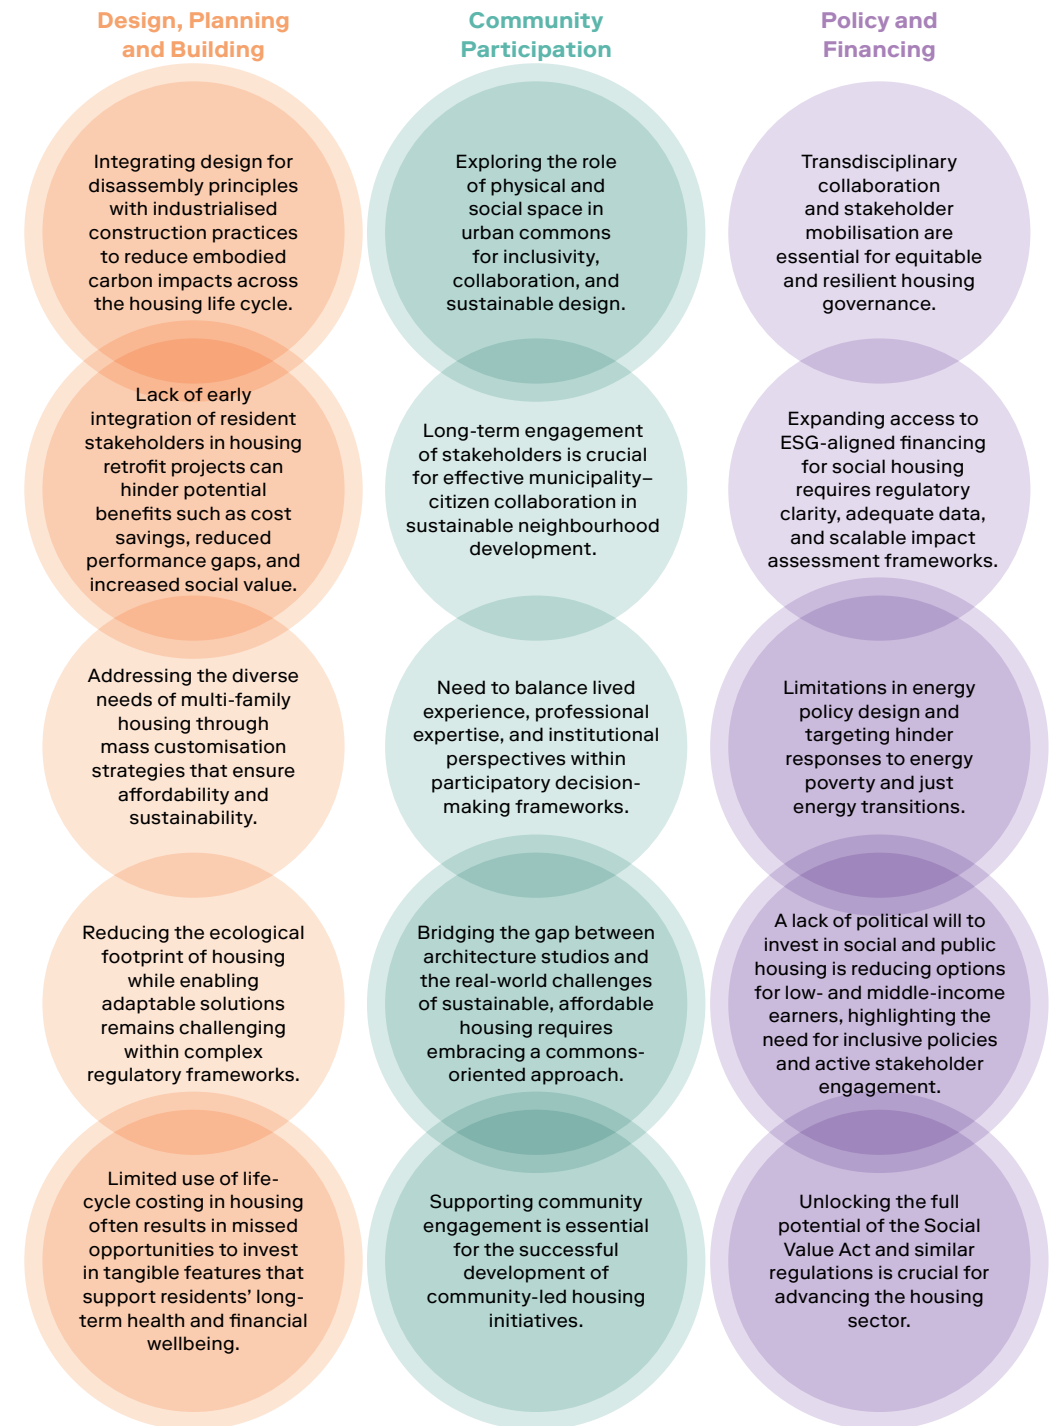 Design, Planning
and Building
Integrating design for
disassembly principles
with industrialised
construction practices
to reduce embodied
carbon impacts across
the housing life cycle.
Lack of early
integration of resident
stakeholders in housing
retrofit projects can
hinder potential
benefits such as cost
savings, reduced
performance gaps, and
increased social value.
Addressing the diverse
needs of multi-family
housing through
mass customisation
strategies that ensure
affordability and
sustainability.
Reducing the ecological
footprint of housing
while enabling
adaptable solutions
remains challenging
within complex
regulatory frameworks.
Limited use of life-
cycle costing in housing
often results in missed
opportunities to invest
in tangible features that
support residents’ long-
term health and financial
wellbeing.
Community
Participation
Exploring the role
of physical and
social space in
urban commons
for inclusivity,
collaboration, and
sustainable design.
Long-term engagement
of stakeholders is crucial
for effective municipality–
citizen collaboration in
sustainable neighbourhood
development.
Need to balance lived
experience, professional
expertise, and institutional
perspectives within
participatory decision-
making frameworks.
Bridging the gap between
architecture studios and
the real-world challenges
of sustainable, affordable
housing requires
embracing a commons-
oriented approach.
Supporting community
engagement is essential
for the successful
development of
community-led housing
initiatives.
Policy and
Financing
Transdisciplinary
collaboration
and stakeholder
mobilisation are
essential for equitable
and resilient housing
governance.
Expanding access to
ESG-aligned financing
for social housing
requires regulatory
clarity, adequate data,
and scalable impact
assessment frameworks.
Limitations in energy
policy design and
targeting hinder
responses to energy
poverty and just
energy transitions.
A lack of political will to
invest in social and public
housing is reducing options
for low- and middle-income
earners, highlighting the
need for inclusive policies
and active stakeholder
engagement.
Unlocking the full
potential of the Social
Value Act and similar
regulations is crucial for
advancing the housing
sector.